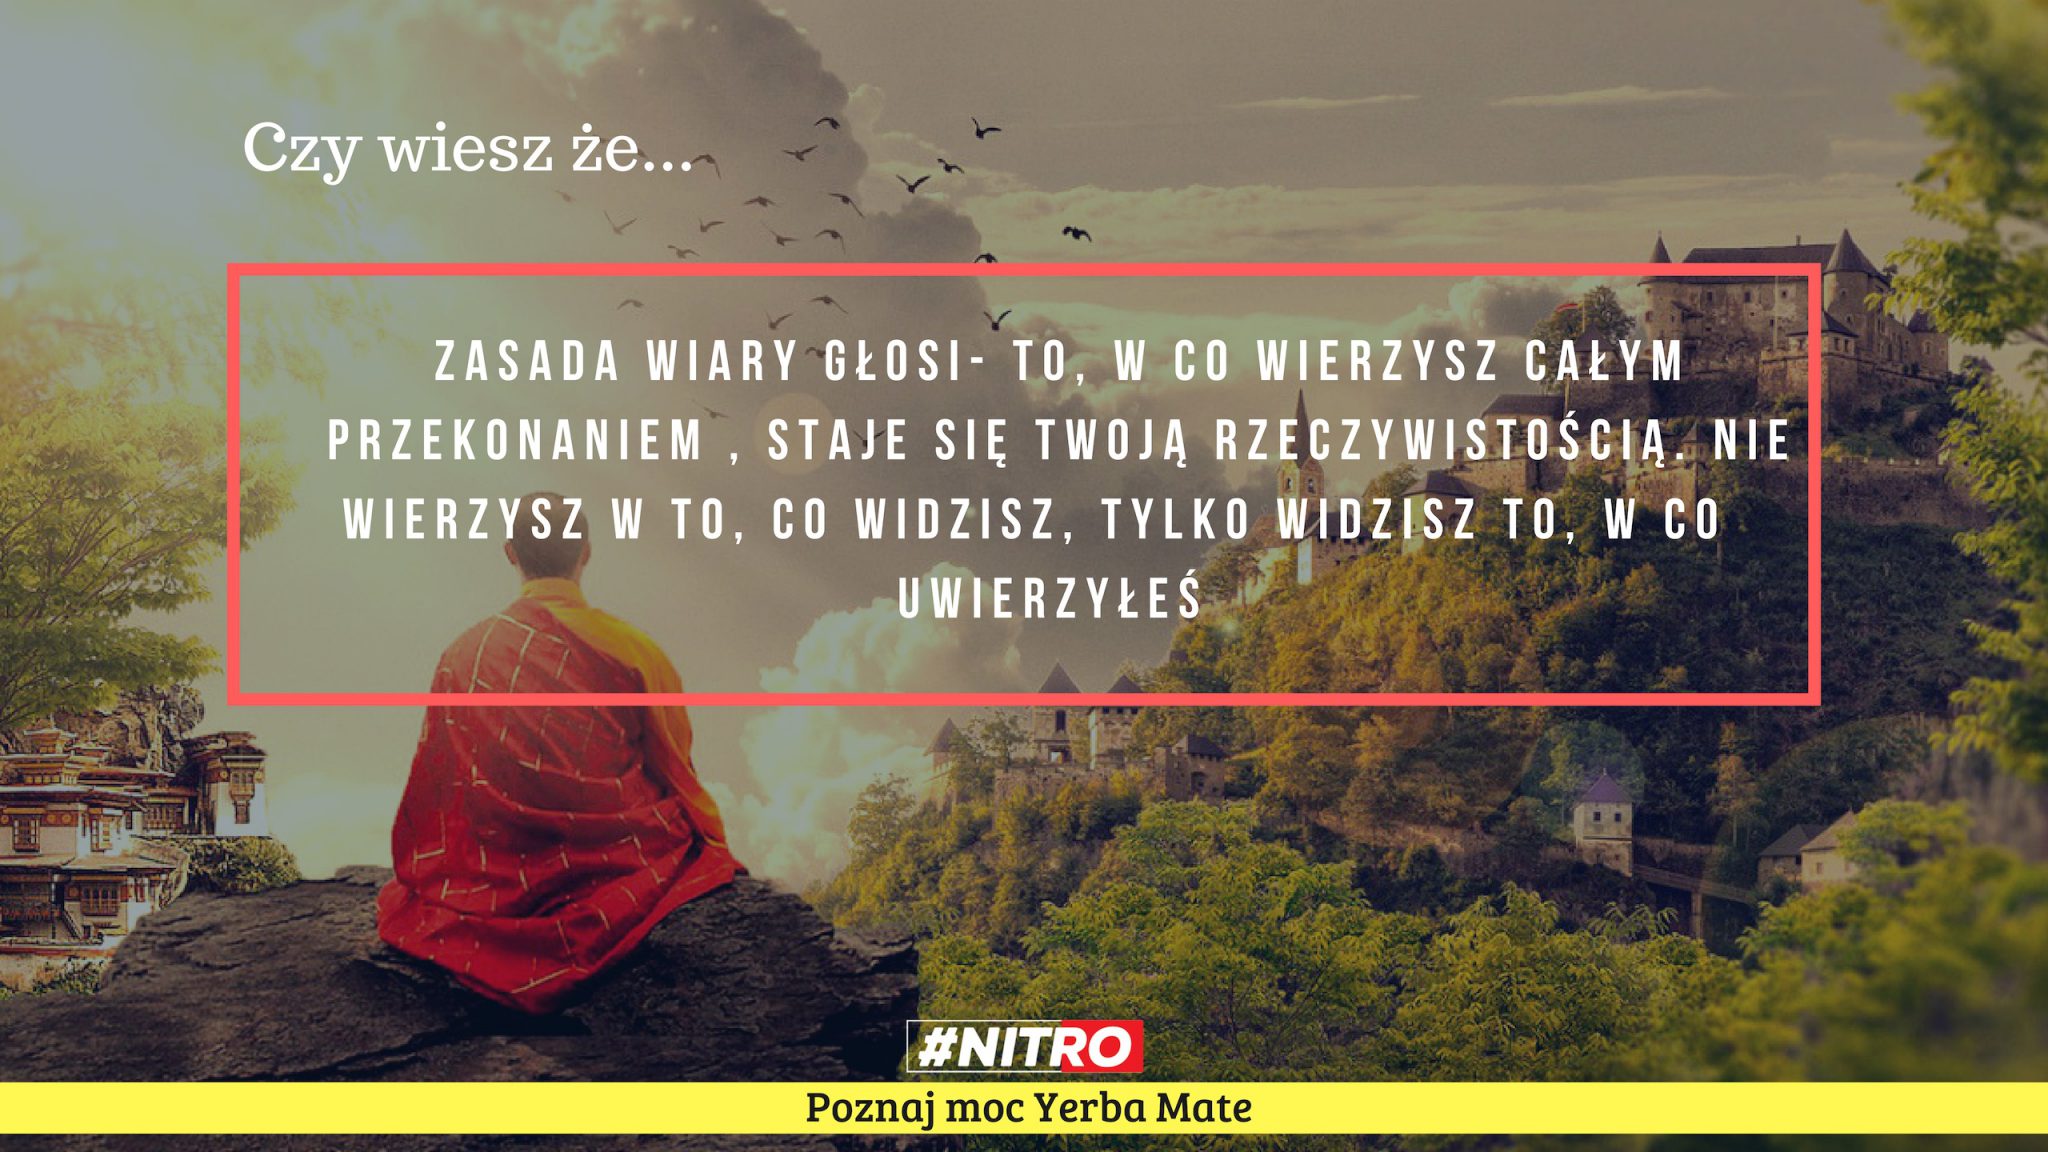 Czy wiesz że...
ZASADA WIARY GŁOSI- TO, W CO WIERZYSZ CAŁYM
PRZEKONANIEM , STAJE SIĘ TWOJĄ RZECZYWISTOŚCIĄ. NIE
WIERZYSZ W TO, CO WIDZISZ, TYLKO WIDZISZ TO, W CO
UWIERZYŁEŚ
#NITRO
Poznaj moc Yerba Mate